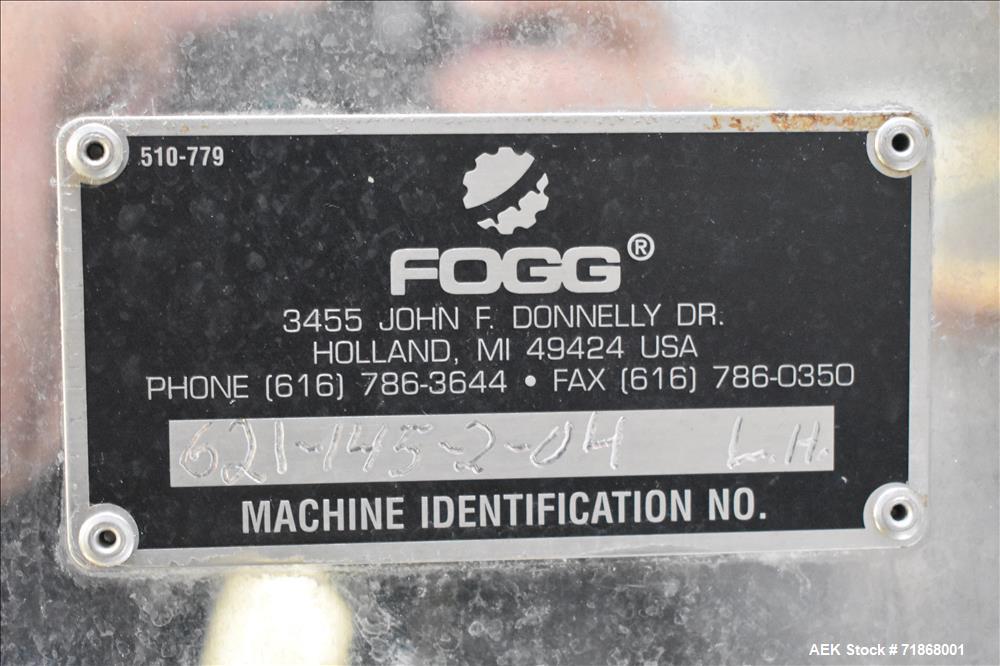 510-779
FOGG®
3455 JOHN F. DONNELLY DR.
HOLLAND, MI 49424 USA
PHONE (616) 786-3644 • FAX (616) 786-0350
621-145-2-04 L.H.
MACHINE IDENTIFICATION NO.
AEK Stock #71868001